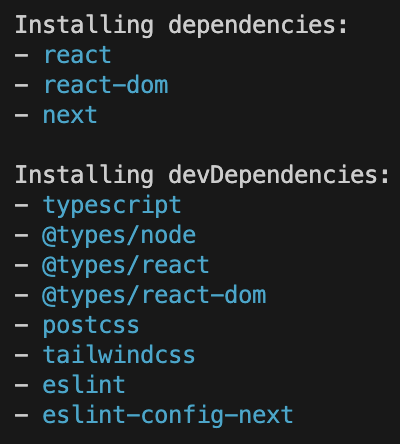 Installing dependencies:
- react
- react-dom
- next
Installing devDependencies:
- typescript
- @types/node
- @types/react
- @types/react-dom
- postcss
- tailwindcss
- eslint
- eslint-config-next